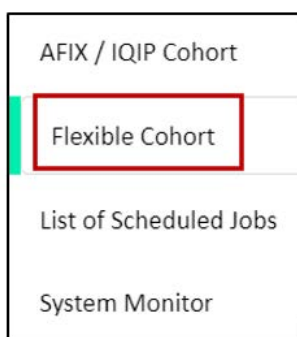 AFIX / IQIP Cohort
Flexible Cohort
List of Scheduled Jobs
System Monitor